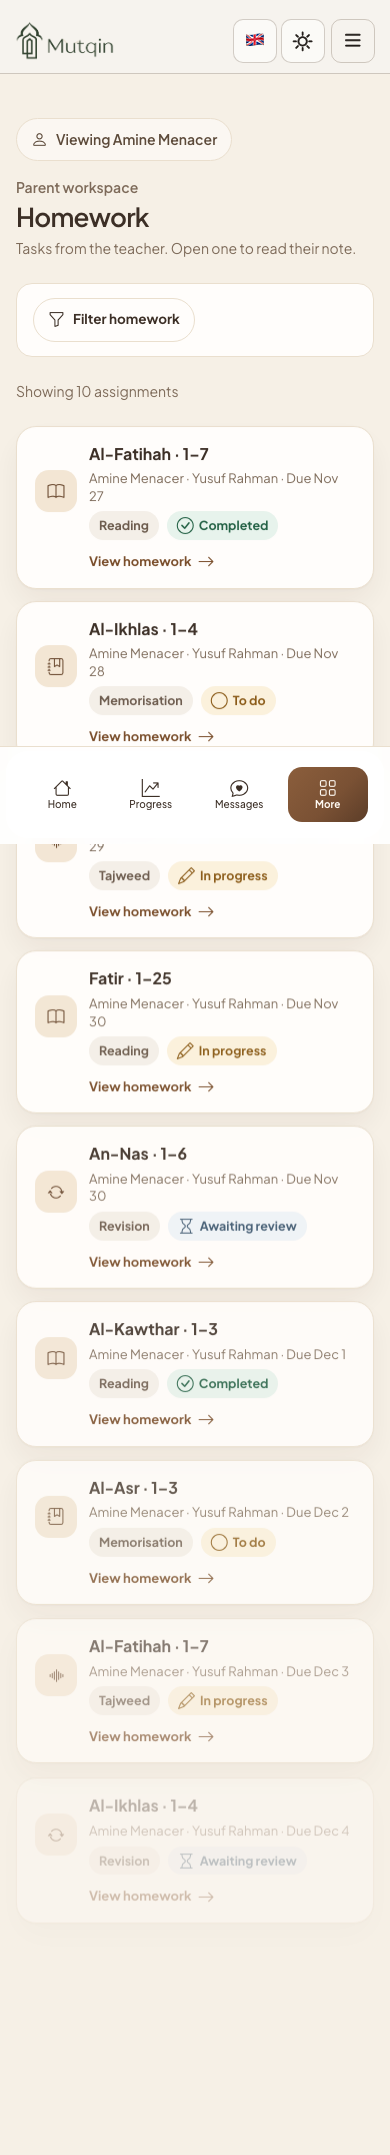 Mutqin
Viewing Amine Menacer
Parent workspace
Homework
Tasks from the teacher. Open one to read their note.
Filter homework
Showing 10 assignments
Al-Fatihah · 1–7
Amine Menacer · Yusuf Rahman · Due Nov
27
Reading
Completed
View homework →
Al-Ikhlas · 1–4
Amine Menacer · Yusuf Rahman · Due Nov
28
Memorisation
To do
View homework →
Home
Progress
Messages
More
29
Tajweed
In progress
View homework →
Fatir · 1–25
Amine Menacer · Yusuf Rahman · Due Nov
30
Reading
In progress
View homework →
An-Nas · 1–6
Amine Menacer · Yusuf Rahman · Due Nov
30
Revision
Awaiting review
View homework →
Al-Kawthar · 1–3
Amine Menacer · Yusuf Rahman · Due Dec 1
Reading
Completed
View homework →
Al-Asr · 1–3
Amine Menacer · Yusuf Rahman · Due Dec 2
Memorisation
To do
View homework →
Al-Fatihah · 1–7
Amine Menacer · Yusuf Rahman · Due Dec 3
Tajweed
In progress
View homework →
Al-Ikhlas · 1–4
Amine Menacer · Yusuf Rahman · Due Dec 4
Revision
Awaiting review
View homework →